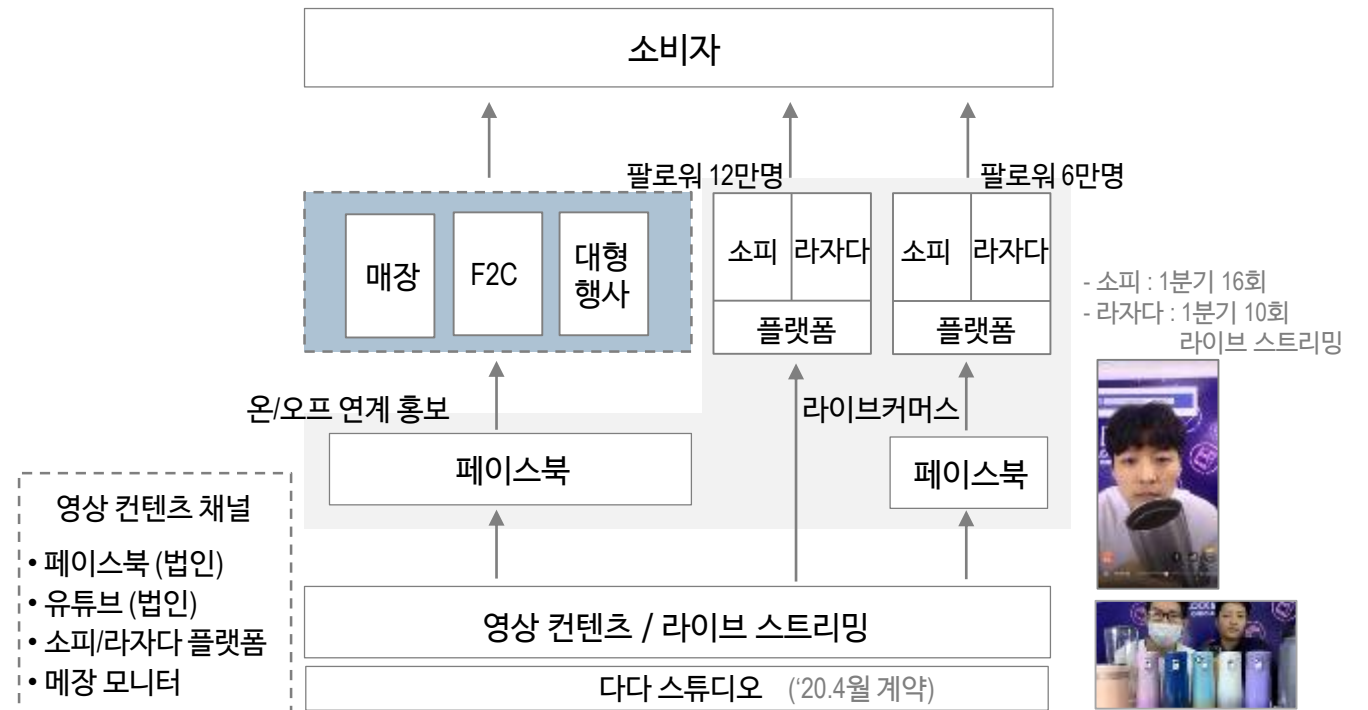 소비자
팔로워 12만명
팔로워 6만명
매장
F2C
대형
행사
소피
라자다
플랫폼
소피
라자다
플랫폼
- 소피 : 1분기 16회
- 라자다 : 1분기 10회
라이브 스트리밍
온/오프 연계 홍보
라이브커머스
페이스북
페이스북
영상 컨텐츠 채널
• 페이스북 (법인)
• 유튜브 (법인)
• 소피/라자다 플랫폼
• 메장 모니터
영상 컨텐츠 / 라이브 스트리밍
다다 스튜디오 (‘20.4월 계약)